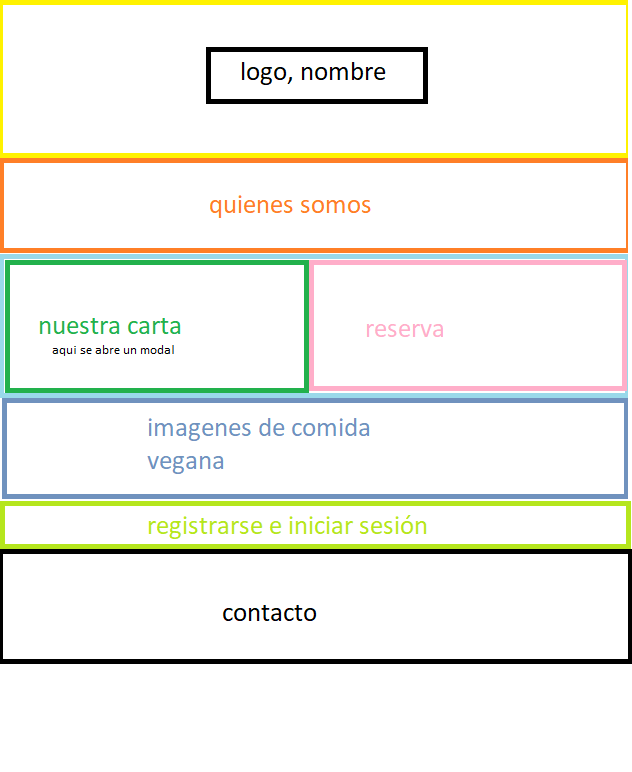 logo, nombre
quienes somos
nuestra carta
aqui se abre un modal
reserva
imagenes de comida
vegana
registrarse e iniciar sesión
contacto